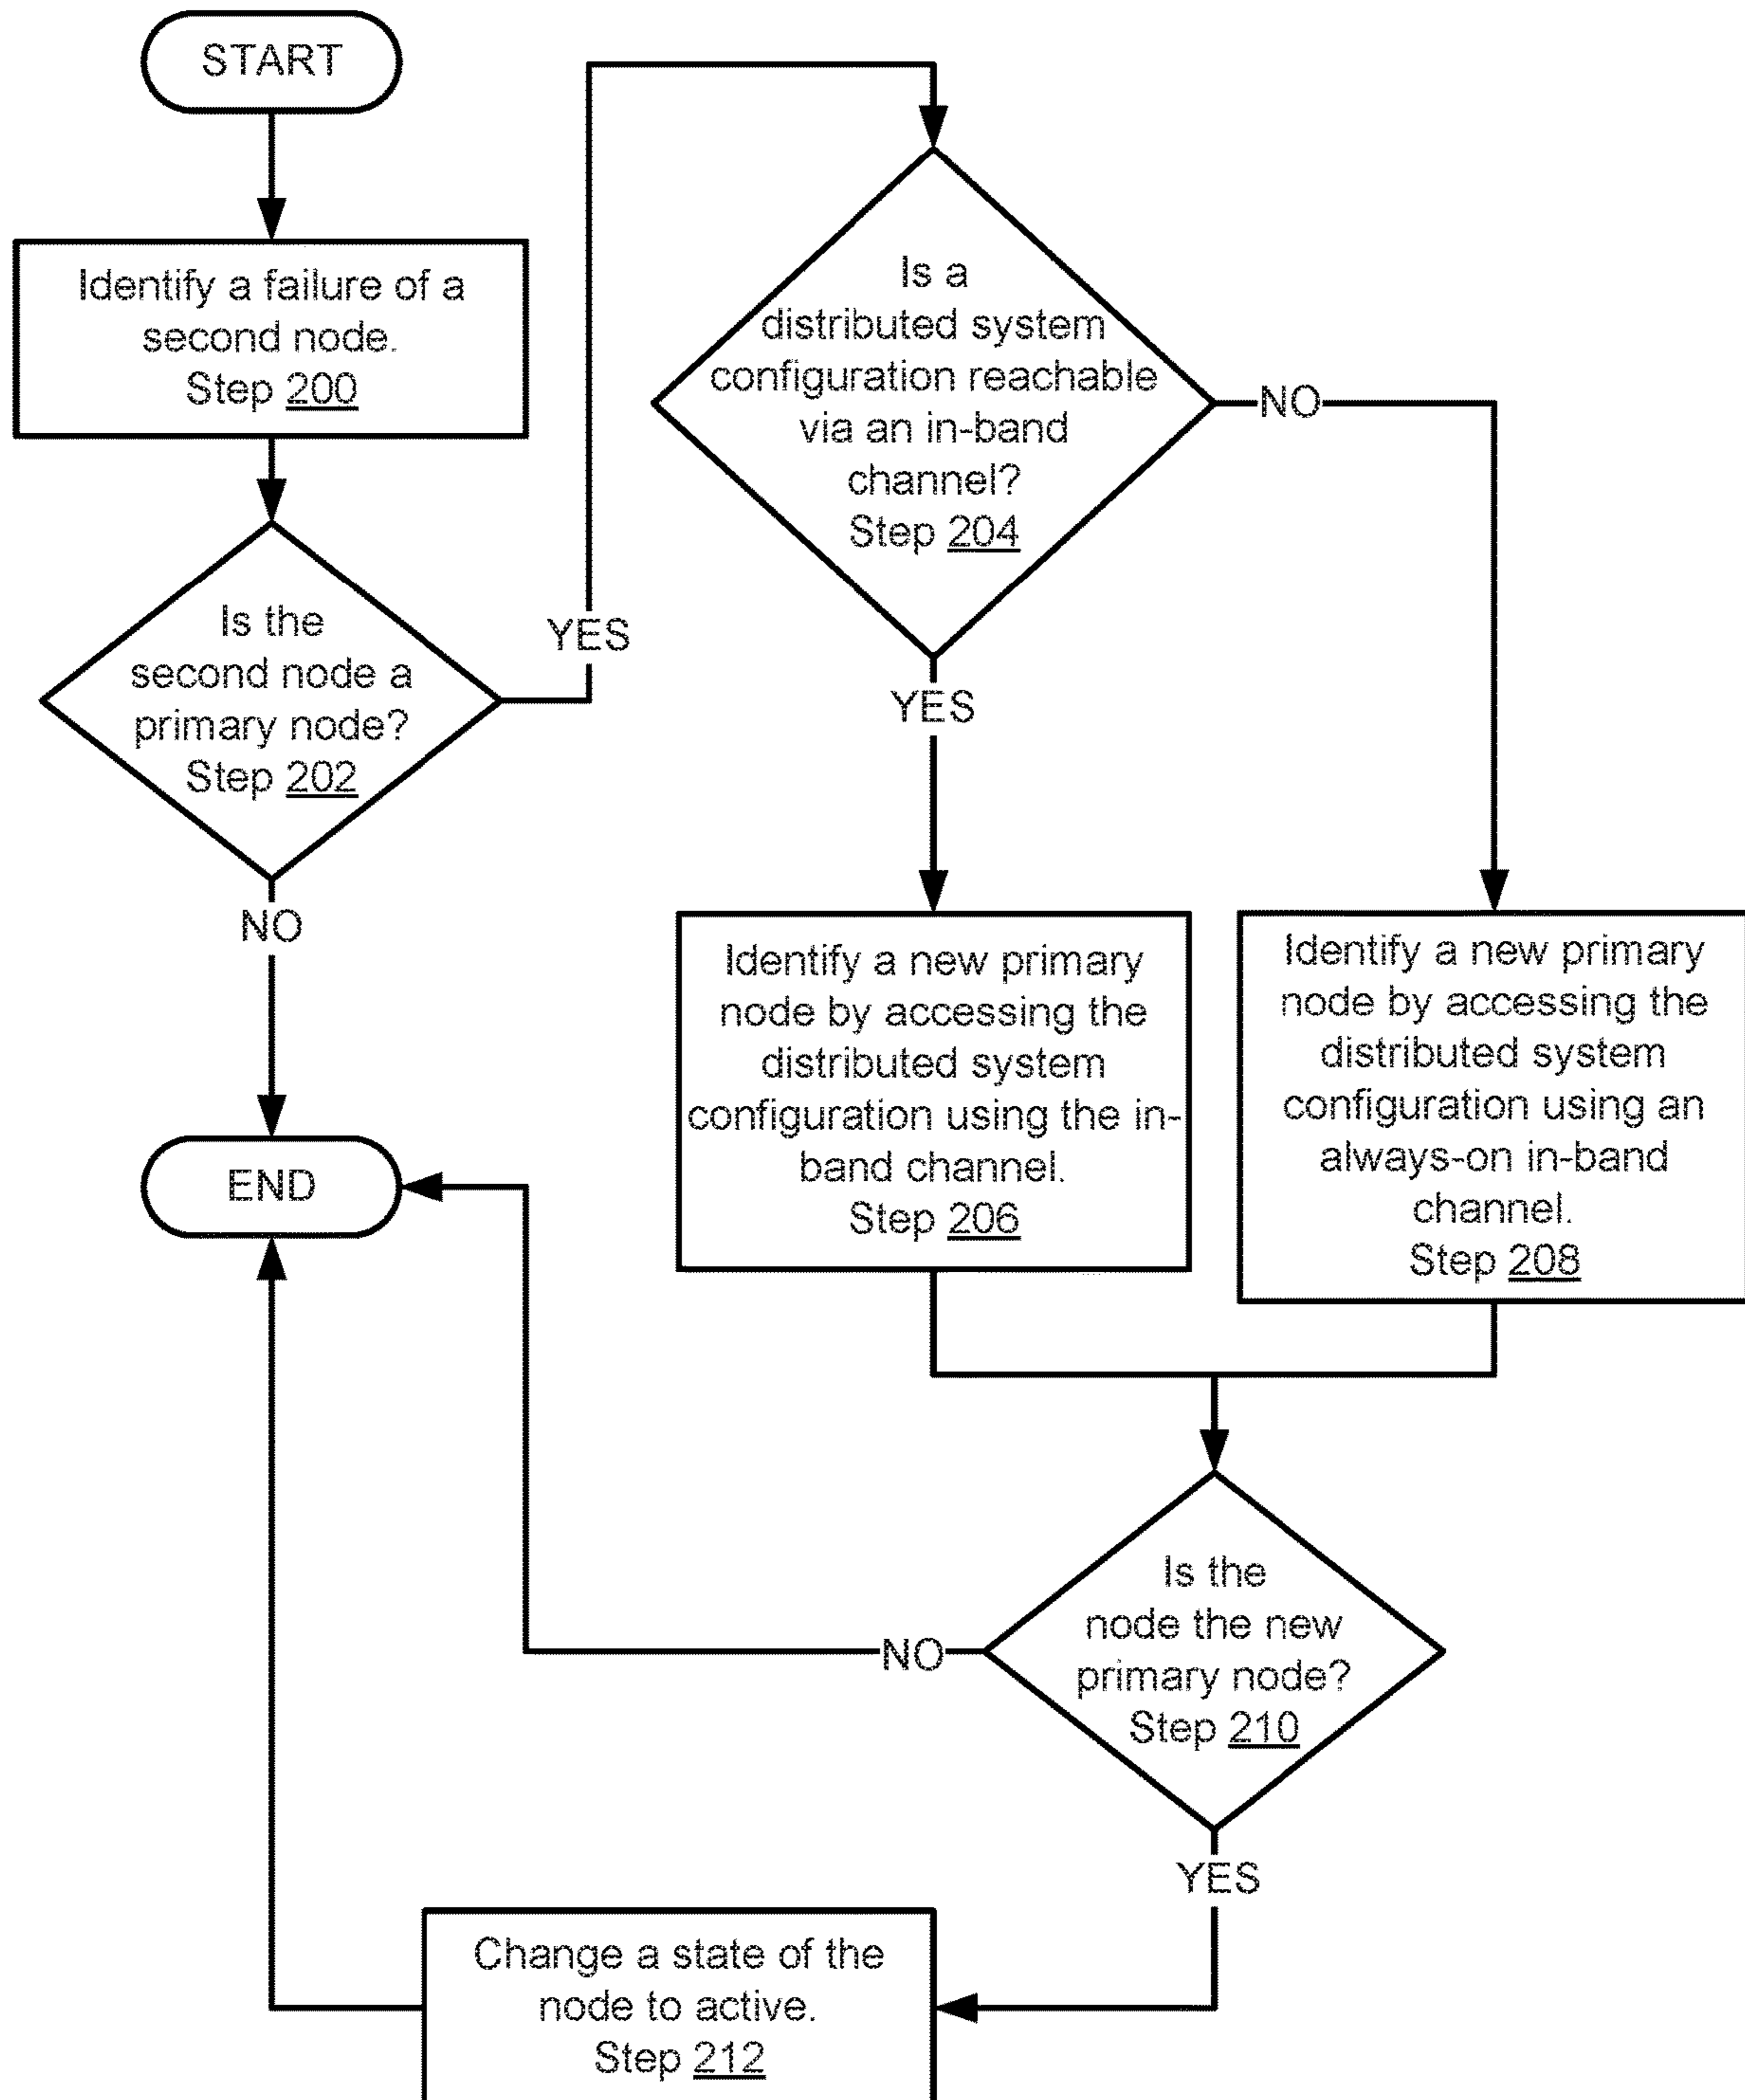 START
Identify a failure of a
second node.
Step 200
Is the
second node a
primary node?
Step 202
YES
NO
Is a
distributed system
configuration reachable
via an in-band
channel?
Step 204
NO
YES
Identify a new primary
node by accessing the
distributed system
configuration using the in-
band channel.
Step 206
Identify a new primary
node by accessing the
distributed system
configuration using an
always-on in-band
channel.
Step 208
END
Is the
node the new
primary node?
Step 210
NO
YES
Change a state of the
node to active.
Step 212